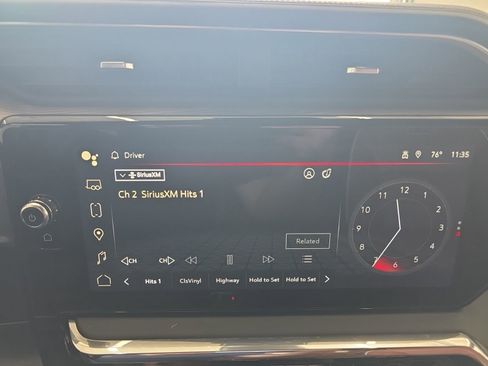 Driver
76° 11:35
SiriusXM
Ch 2 SiriusXM Hits 1
Related
CH CH
Hits 1 ClsVinyl Highway Hold to Set Hold to Set
12
11 1
10 2
9 3
8 4
7 5
6